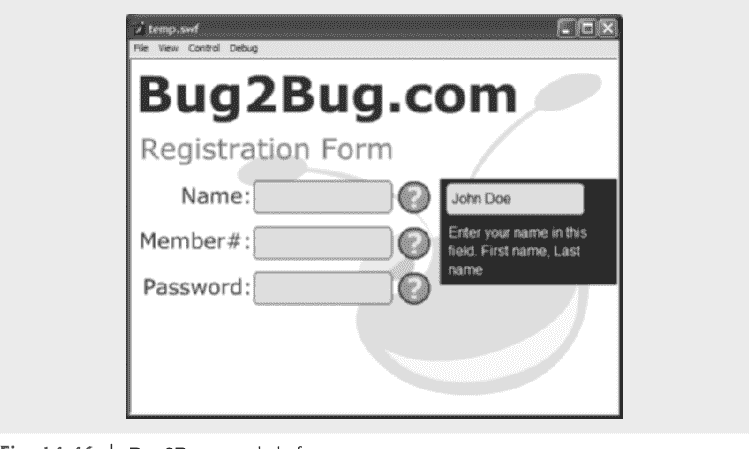 temp.swf
File View Control Debug
Bug2Bug.com
Registration Form
Name: ?
John Doe
Enter your name in this
field. First name, Last
name
Member#: ?
Password: ?